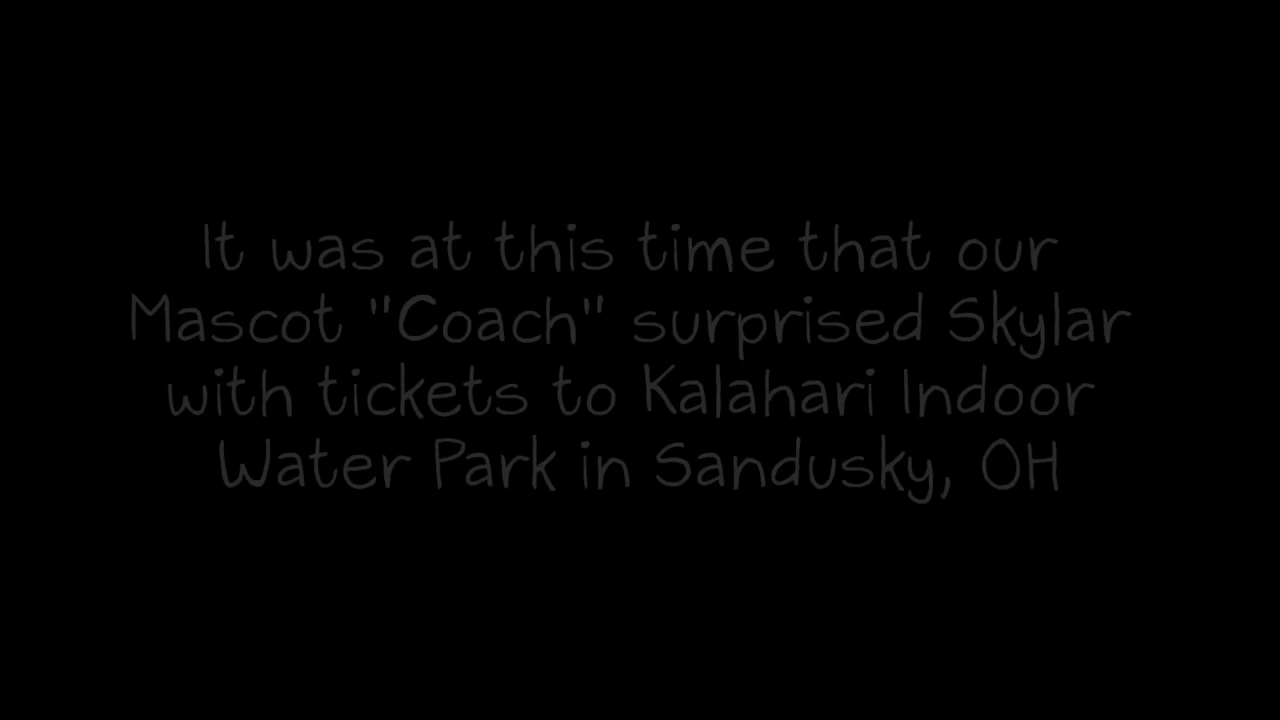 It was at this time that our
Mascot "Coach" surprised Skylar
with tickets to Kalahari Indoor
Water Park in Sandusky, OH